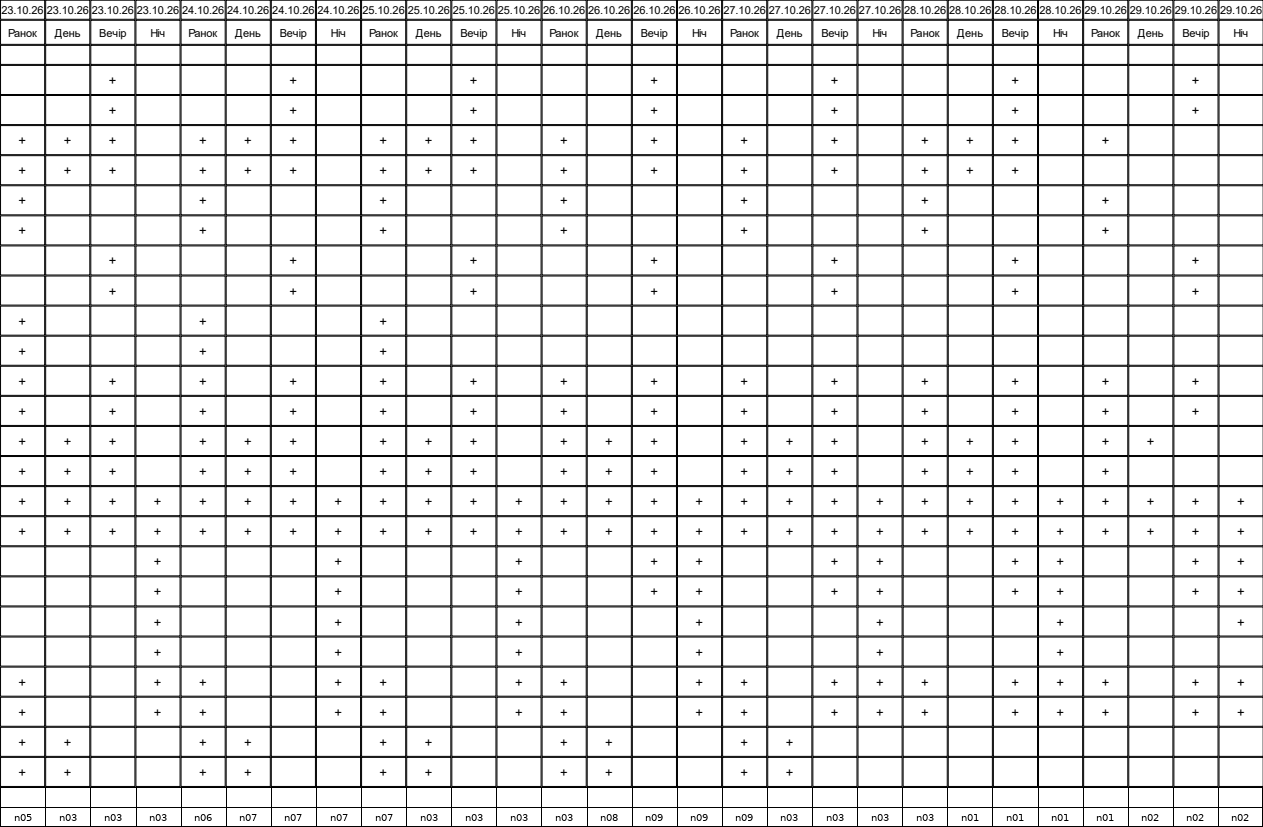 23.10.26 23.10.26 23.10.26 23.10.26 24.10.26 24.10.26 24.10.26 24.10.26 25.10.26 25.10.26 25.10.26 25.10.26 26.10.26 26.10.26 26.10.26 26.10.26 27.10.26 27.10.26 27.10.26 27.10.26 28.10.26 28.10.26 28.10.26 28.10.26 29.10.26 29.10.26 29.10.26 29.10.26
Ранок День Вечір Ніч Ранок День Вечір Ніч Ранок День Вечір Ніч Ранок День Вечір Ніч Ранок День Вечір Ніч Ранок День Вечір Ніч Ранок День Вечір Ніч
+ + + + + + +
+ + + + + + +
+ + + + + + + + + + + + + + + + +
+ + + + + + + + + + + + + + + +
+ + + + + + +
+ + + + + + +
+ + + + + + +
+ + + + + + +
+ + +
+ + +
+ + + + + + + + + + + + + +
+ + + + + + + + + + + + + +
+ + + + + + + + + + + + + + + + + + + +
+ + + + + + + + + + + + + + + + + + +
+ + + + + + + + + + + + + + + + + + + + + + + + + + + +
+ + + + + + + + + + + + + + + + + + + + + + + + + + + +
+ + + + + + + + + + +
+ + + + + + + + + + +
+ + + + + + +
+ + + + + +
+ + + + + + + + + + + + + + + + +
+ + + + + + + + + + + + + + + + +
+ + + + + + + + + +
+ + + + + + + + + +
n05 n03 n03 n03 n06 n07 n07 n07 n07 n03 n03 n03 n03 n08 n09 n09 n09 n03 n03 n03 n03 n01 n01 n01 n01 n02 n02 n02